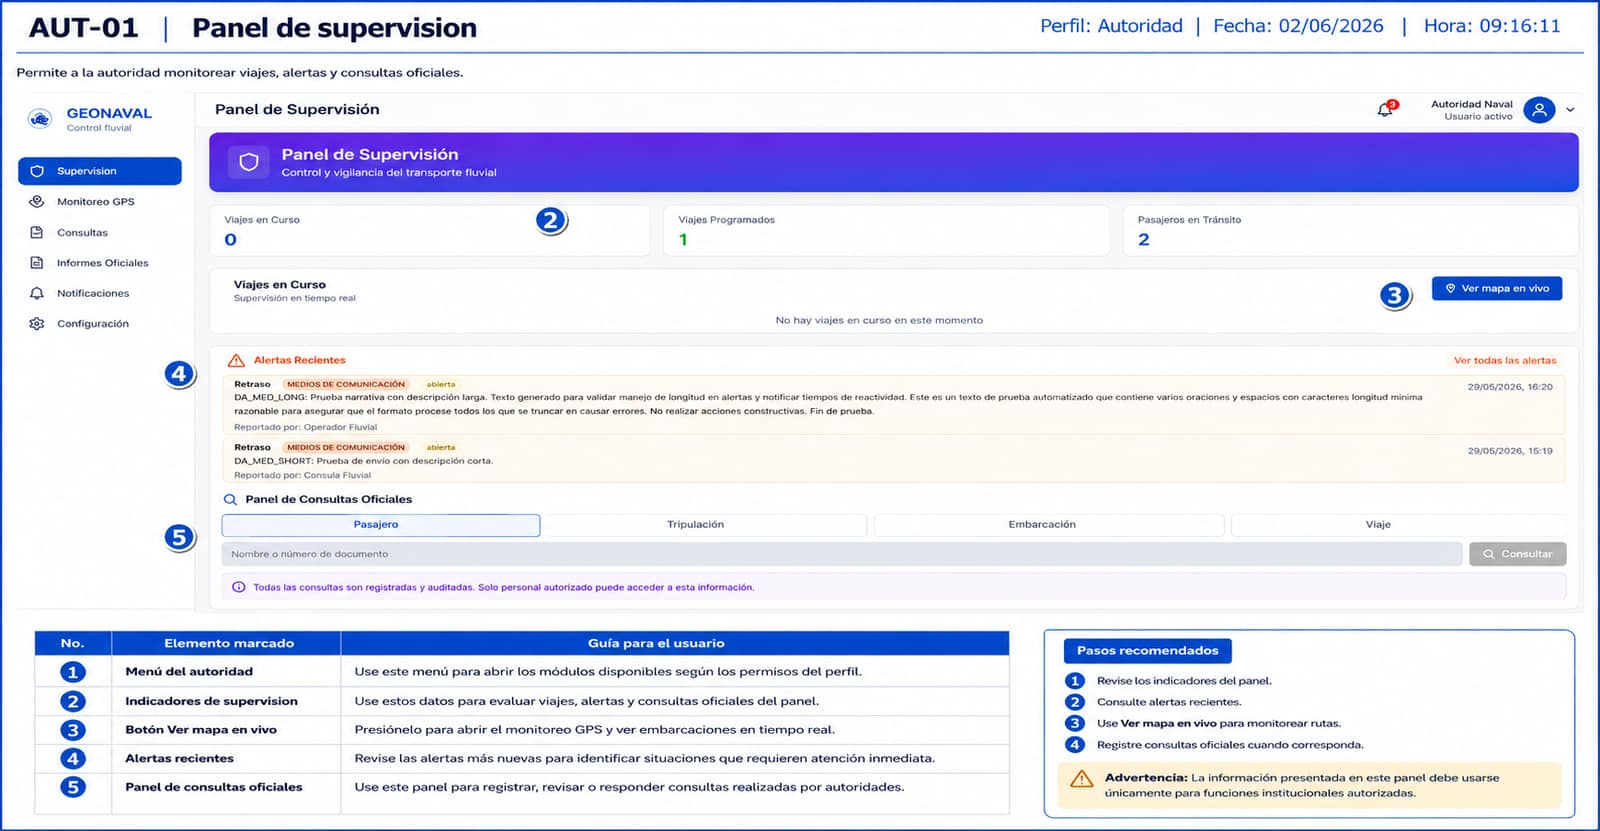 AUT-01 | Panel de supervision
Perfil: Autoridad | Fecha: 02/06/2026 | Hora: 09:16:11
Permite a la autoridad monitorear viajes, alertas y consultas oficiales.
GEONAVAL
Control fluvial
Supervision
Monitoreo GPS
Consultas
Informes Oficiales
Notificaciones
Configuración
Panel de Supervisión
3
Autoridad Naval
Usuario activo
Panel de Supervisión
Control y vigilancia del transporte fluvial
Viajes en Curso
0
2
Viajes Programados
1
Pasajeros en Tránsito
2
Viajes en Curso
Supervisión en tiempo real
3
Ver mapa en vivo
No hay viajes en curso en este momento
4
Alertas Recientes
Ver todas las alertas
Retraso MEDIOS DE COMUNICACIÓN abierta
29/05/2026, 16:20
DA_MED_LONG: Prueba narrativa con descripción larga. Texto generado para validar manejo de longitud en alertas y notificar tiempos de reactividad. Este es un texto de prueba automatizado que contiene varios oraciones y espacios con caracteres longitud minima
razonable para asegurar que el formato procese todos los que se truncar en causar errores. No realizar acciones constructivas. Fin de prueba.
Reportado por: Operador Fluvial
Retraso MEDIOS DE COMUNICACIÓN abierta
29/05/2026, 15:19
DA_MED_SHORT: Prueba de envío con descripción corta.
Reportado por: Consula Fluvial
Panel de Consultas Oficiales
5
Pasajero
Tripulación
Embarcación
Viaje
Nombre o número de documento
Consultar
Todas las consultas son registradas y auditadas. Solo personal autorizado puede acceder a esta información.
No. Elemento marcado Guía para el usuario
1 Menú del autoridad Use este menú para abrir los módulos disponibles según los permisos del perfil.
2 Indicadores de supervision Use estos datos para evaluar viajes, alertas y consultas oficiales del panel.
3 Botón Ver mapa en vivo Presiónelo para abrir el monitoreo GPS y ver embarcaciones en tiempo real.
4 Alertas recientes Revise las alertas más nuevas para identificar situaciones que requieren atención inmediata.
5 Panel de consultas oficiales Use este panel para registrar, revisar o responder consultas realizadas por autoridades.
Pasos recomendados
1 Revise los indicadores del panel.
2 Consulte alertas recientes.
3 Use Ver mapa en vivo para monitorear rutas.
4 Registre consultas oficiales cuando corresponda.
Advertencia: La información presentada en este panel debe usarse
únicamente para funciones institucionales autorizadas.